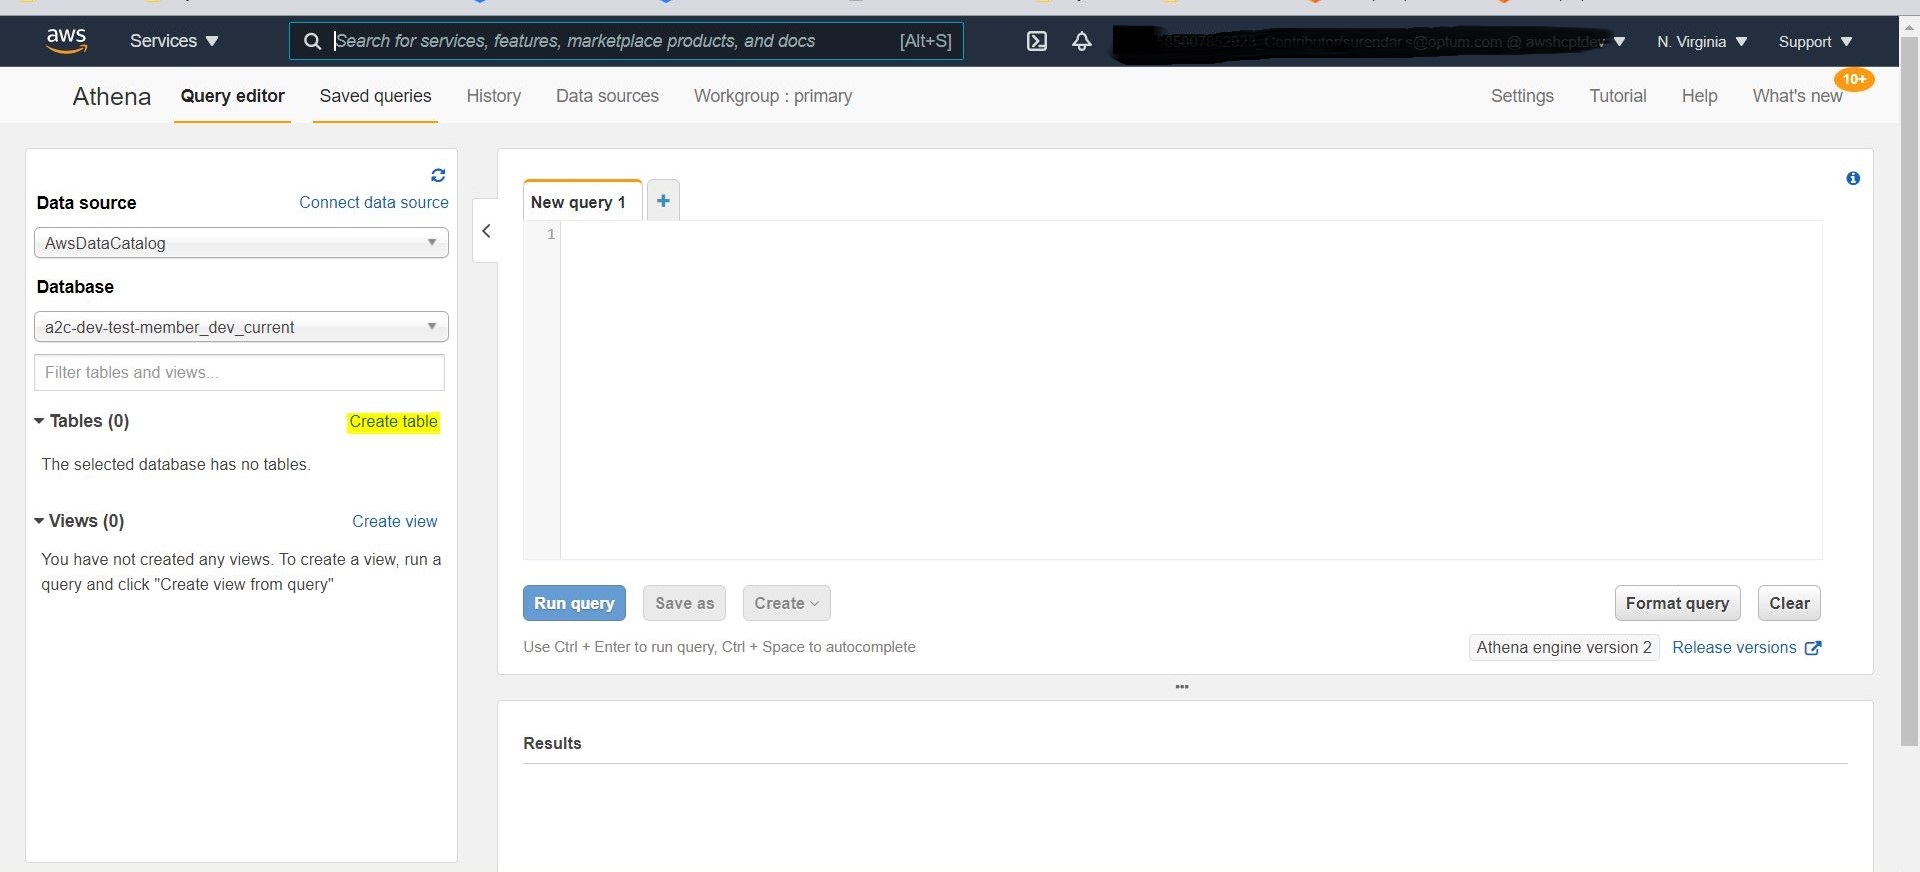 aws
Services
Search for services, features, marketplace products, and docs [Alt+S]
N. Virginia
Support
Athena
Query editor
Saved queries
History
Data sources
Workgroup : primary
Settings
Tutorial
Help
What's new
10+
Data source
Connect data source
AwsDataCatalog
Database
a2c-dev-test-member_dev_current
Filter tables and views...
Tables (0)
Create table
The selected database has no tables.
Views (0)
Create view
You have not created any views. To create a view, run a
query and click "Create view from query"
New query 1
+
1
Run query
Save as
Create
Format query
Clear
Use Ctrl + Enter to run query, Ctrl + Space to autocomplete
Athena engine version 2
Release versions
Results